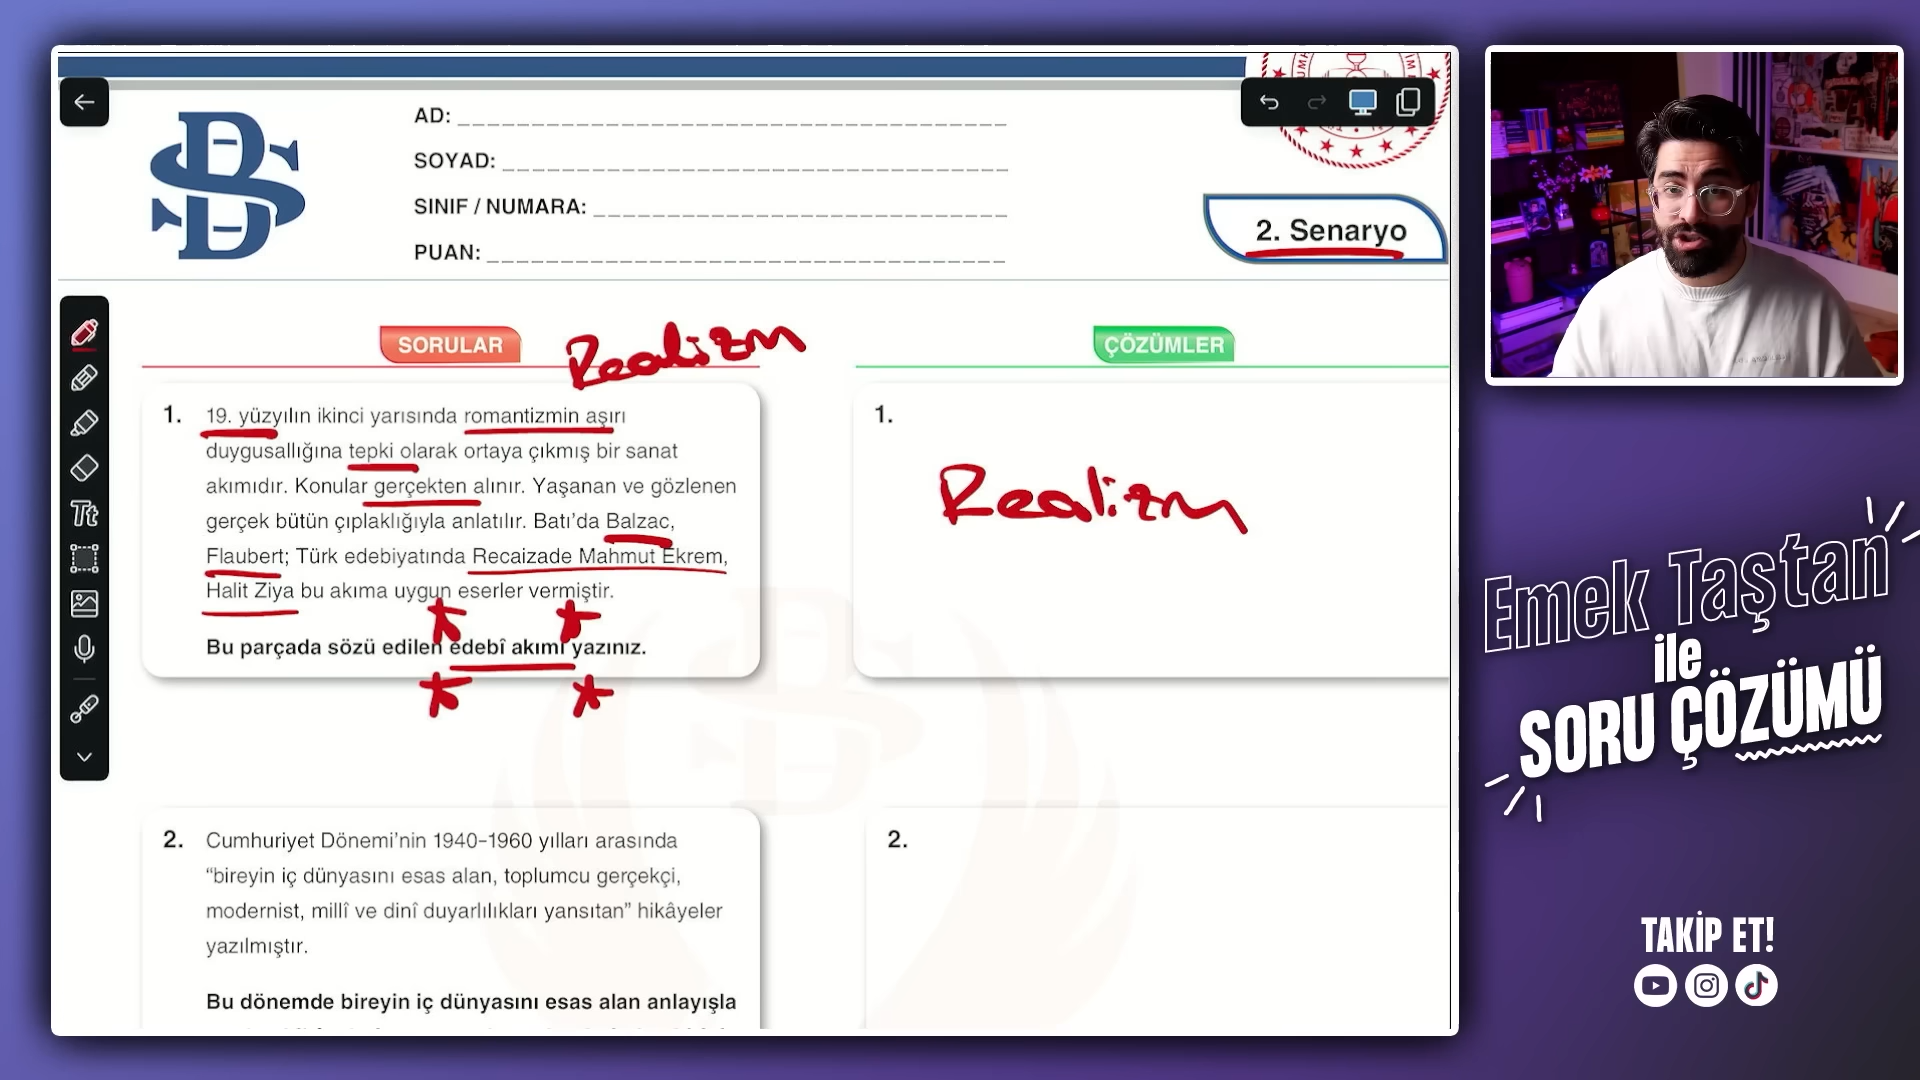 AD:
SOYAD:
SINIF / NUMARA:
PUAN:
2. Senaryo
SORULAR
Realizm
ÇÖZÜMLER
1. 19. yüzyılın ikinci yarısında romantizmin aşırı
duygusallığına tepki olarak ortaya çıkmış bir sanat
akımıdır. Konular gerçekten alınır. Yaşanan ve gözlenen
gerçek bütün çıplaklığıyla anlatılır. Batı'da Balzac,
Flaubert; Türk edebiyatında Recaizade Mahmut Ekrem,
Halit Ziya bu akıma uygun eserler vermiştir.
Bu parçada sözü edilen edebî akımı yazınız.
1.
Realizm
2. Cumhuriyet Dönemi'nin 1940–1960 yılları arasında
"bireyin iç dünyasını esas alan, toplumcu gerçekçi,
modernist, millî ve dinî duyarlılıkları yansıtan" hikâyeler
yazılmıştır.
Bu dönemde bireyin iç dünyasını esas alan anlayışla
2.
Tt
Emek Taştan
ile
SORU ÇÖZÜMÜ
TAKİP ET!